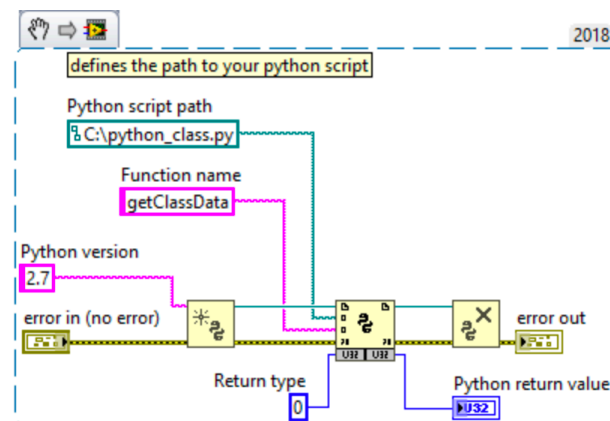 2018
defines the path to your python script
Python script path
C:\python_class.py
Function name
getClassData
Python version
2.7
error in (no error)
error out
U32 U32
Return type
0
Python return value
U32